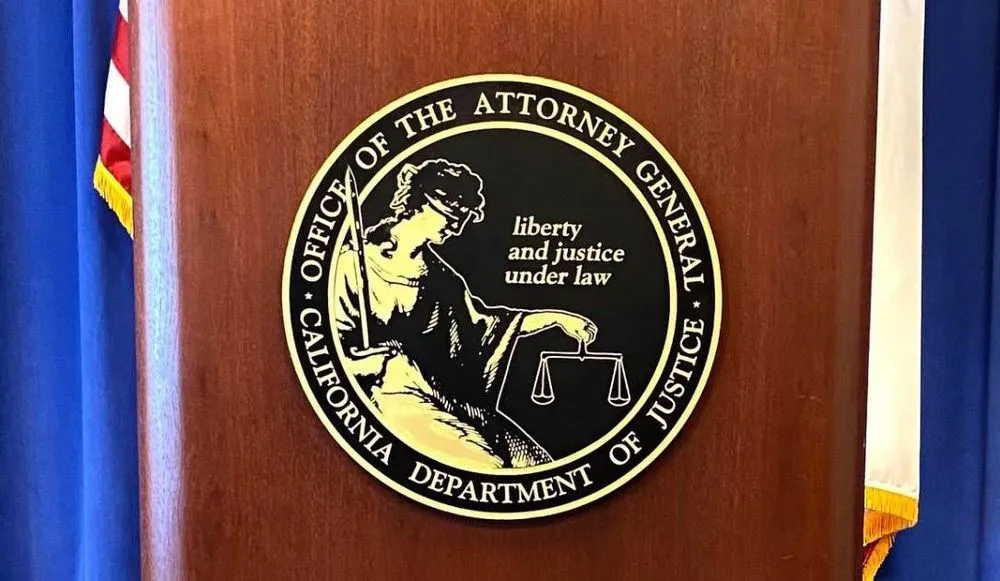 OFFICE OF THE ATTORNEY GENERAL
liberty
and justice
under law
CALIFORNIA DEPARTMENT OF JUSTICE